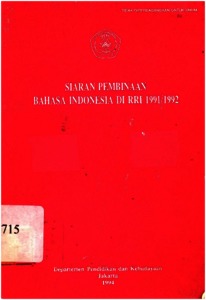 SIARAN PEMBINAAN
BAHASA INDONESIA DI RRI 1991/1992
715
Departemen Pendidikan dan Kebudayaan
Jakarta
1994